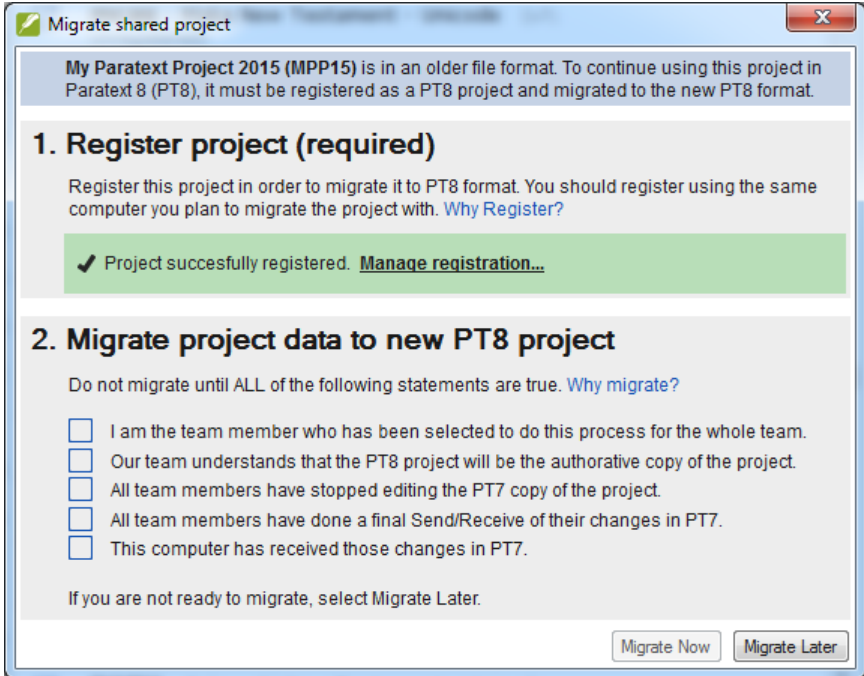 Migrate shared project
My Paratext Project 2015 (MPP15) is in an older file format. To continue using this project in
Paratext 8 (PT8), it must be registered as a PT8 project and migrated to the new PT8 format.
1. Register project (required)
Register this project in order to migrate it to PT8 format. You should register using the same
computer you plan to migrate the project with. Why Register?
Project succesfully registered. Manage registration...
2. Migrate project data to new PT8 project
Do not migrate until ALL of the following statements are true. Why migrate?
I am the team member who has been selected to do this process for the whole team.
Our team understands that the PT8 project will be the authorative copy of the project.
All team members have stopped editing the PT7 copy of the project.
All team members have done a final Send/Receive of their changes in PT7.
This computer has received those changes in PT7.
If you are not ready to migrate, select Migrate Later.
Migrate Now Migrate Later